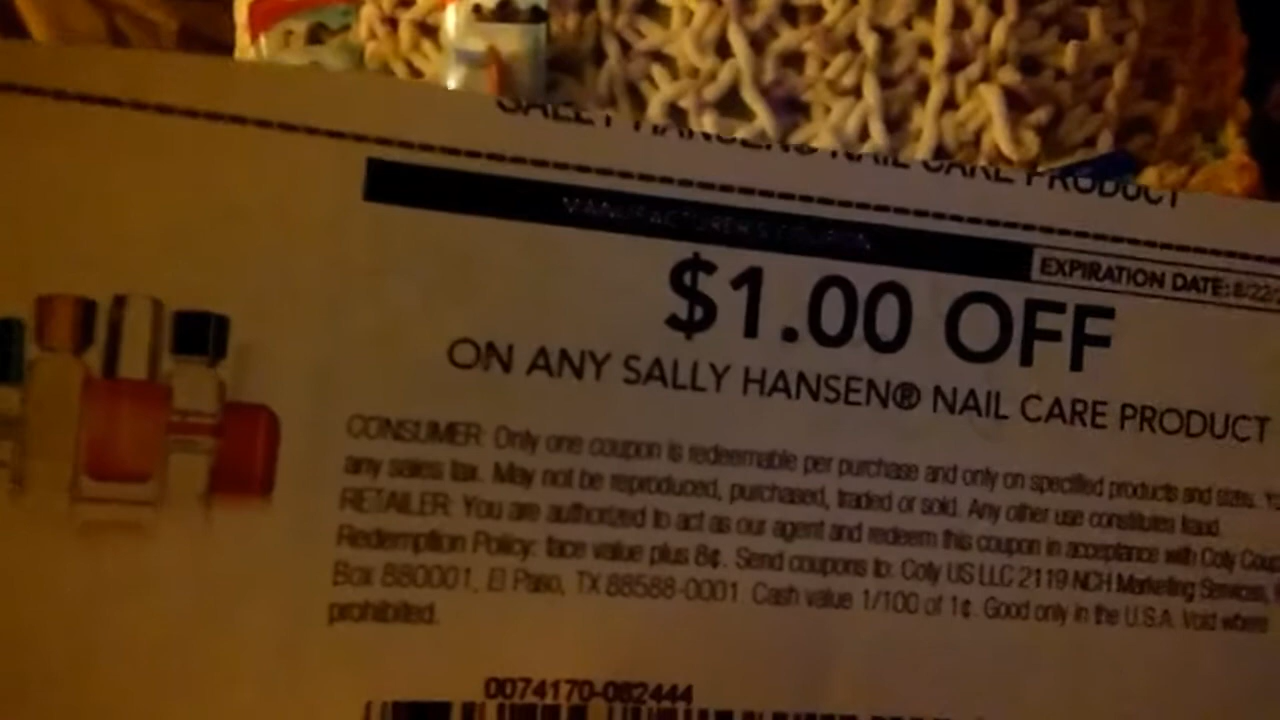 SALLY HANSEN® NAIL CARE PRODUCT
MANUFACTURER'S COUPON
EXPIRATION DATE: 8/22/
$1.00 OFF
ON ANY SALLY HANSEN® NAIL CARE PRODUCT
CONSUMER: Only one coupon is redeemable per purchase and only on specified products and sizes.
any sales tax. May not be reproduced, purchased, traded or sold. Any other use constitutes fraud.
RETAILER: You are authorized to act as our agent and redeem this coupon in acceptance with Coty
Redemption Policy: face value plus 8¢. Send coupons to: Coty US LLC 2119 NCH Marketing Services,
Box 880001, El Paso, TX 88588-0001. Cash value 1/100 of 1¢. Good only in the U.S.A. Void where
prohibited.
0074170-082444